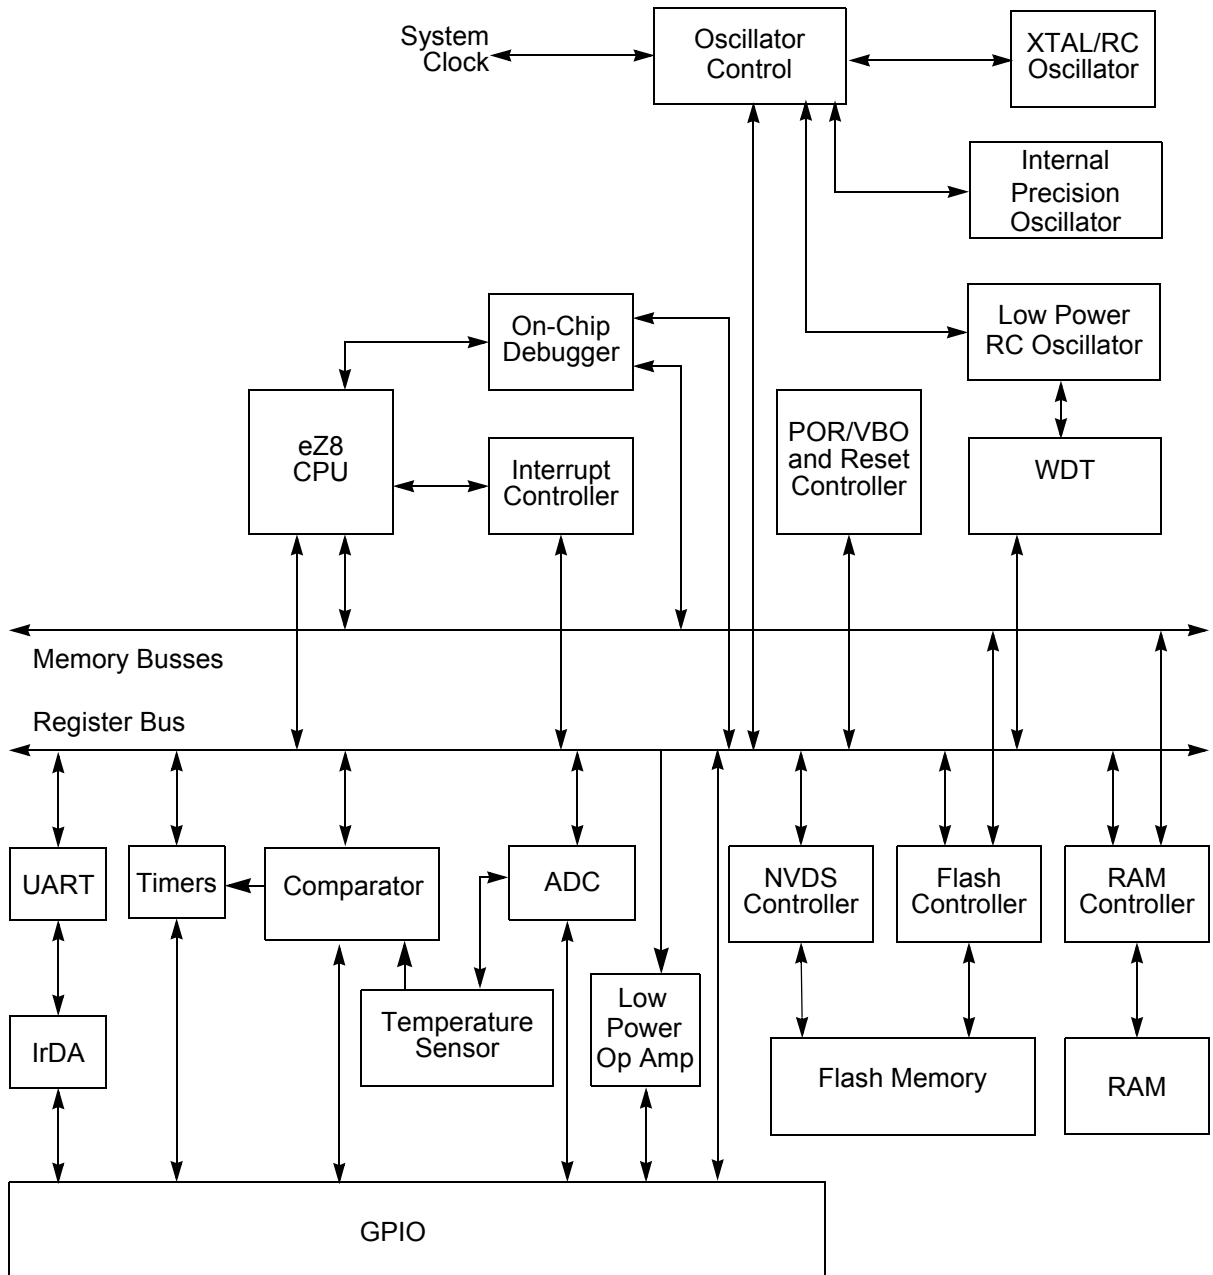 System
Clock
Oscillator
Control
XTAL/RC
Oscillator
Internal
Precision
Oscillator
On-Chip
Debugger
Low Power
RC Oscillator
eZ8
CPU
Interrupt
Controller
POR/VBO
and Reset
Controller
WDT
Memory Busses
Register Bus
UART
Timers
Comparator
ADC
NVDS
Controller
Flash
Controller
RAM
Controller
IrDA
Temperature
Sensor
Low
Power
Op Amp
Flash Memory
RAM
GPIO